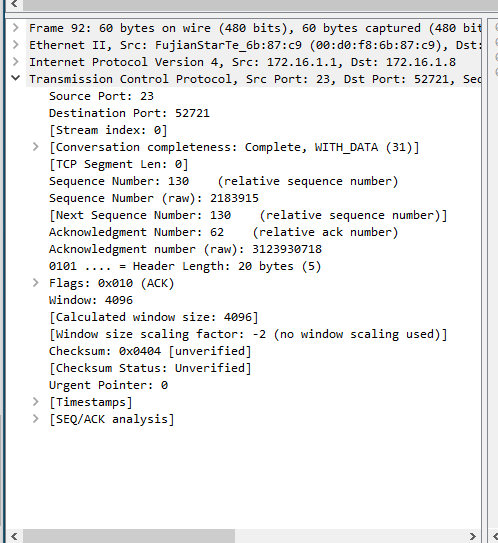 Frame 92: 60 bytes on wire (480 bits), 60 bytes captured (480 bit
Ethernet II, Src: FujianStarTe_6b:87:c9 (00:d0:f8:6b:87:c9), Dst:
Internet Protocol Version 4, Src: 172.16.1.1, Dst: 172.16.1.8
Transmission Control Protocol, Src Port: 23, Dst Port: 52721, Seq
Source Port: 23
Destination Port: 52721
[Stream index: 0]
[Conversation completeness: Complete, WITH_DATA (31)]
[TCP Segment Len: 0]
Sequence Number: 130    (relative sequence number)
Sequence Number (raw): 2183915
[Next Sequence Number: 130    (relative sequence number)]
Acknowledgment Number: 62    (relative ack number)
Acknowledgment number (raw): 3123930718
0101 .... = Header Length: 20 bytes (5)
Flags: 0x010 (ACK)
Window: 4096
[Calculated window size: 4096]
[Window size scaling factor: -2 (no window scaling used)]
Checksum: 0x0404 [unverified]
[Checksum Status: Unverified]
Urgent Pointer: 0
[Timestamps]
[SEQ/ACK analysis]